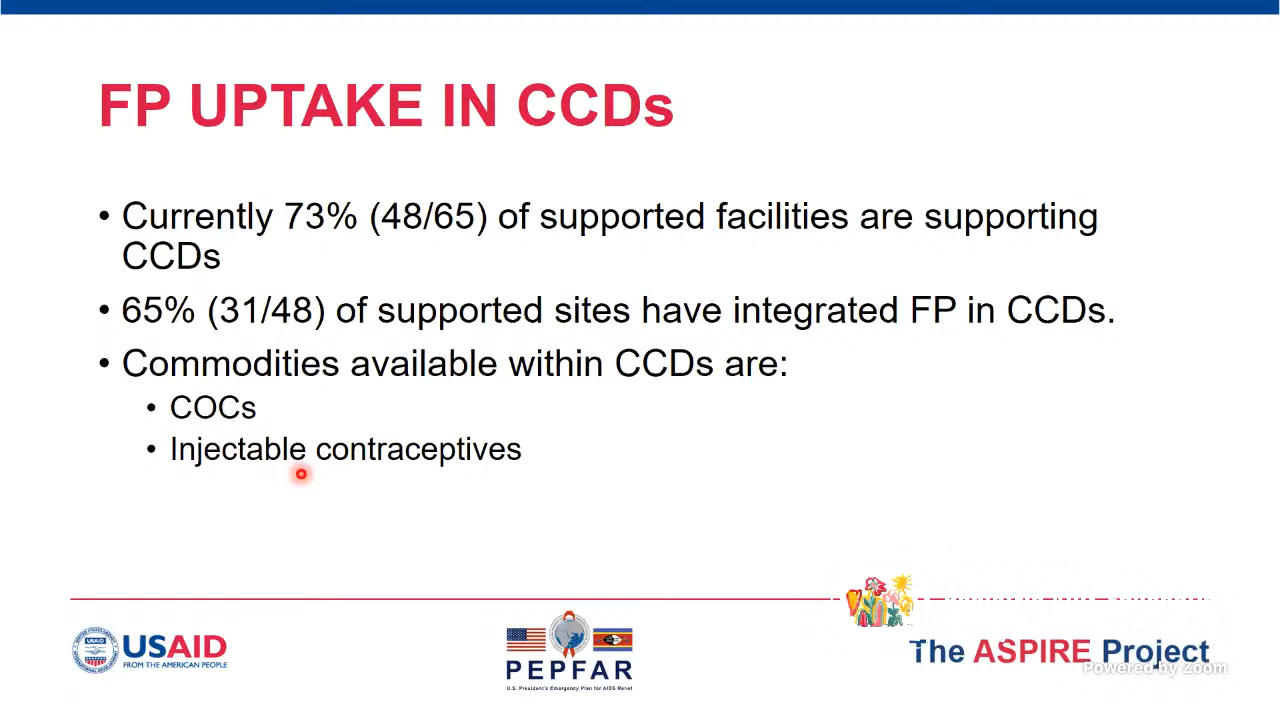 FP UPTAKE IN CCDs
• Currently 73% (48/65) of supported facilities are supporting
CCDs
• 65% (31/48) of supported sites have integrated FP in CCDs.
• Commodities available within CCDs are:
• COCs
• Injectable contraceptives
USAID
FROM THE AMERICAN PEOPLE
PEPFAR
U.S. President's Emergency Plan for AIDS Relief
The ASPIRE Project
Powered by Zoom